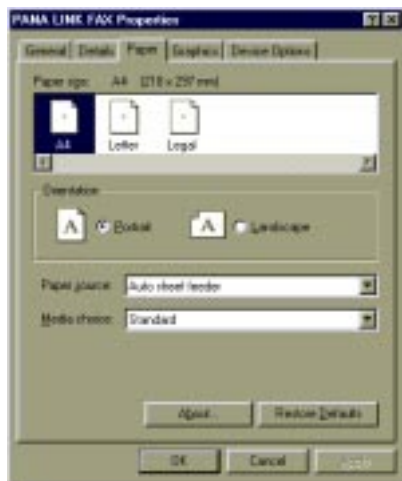 PANA LINK FAX Properties
General Details Paper Graphics Device Options
Paper size: A4 (210 x 297 mm)
A4 Letter Legal
Orientation
A Portrait A Landscape
Paper source: Auto sheet feeder
Media choice: Standard
About... Restore Defaults
OK Cancel Apply